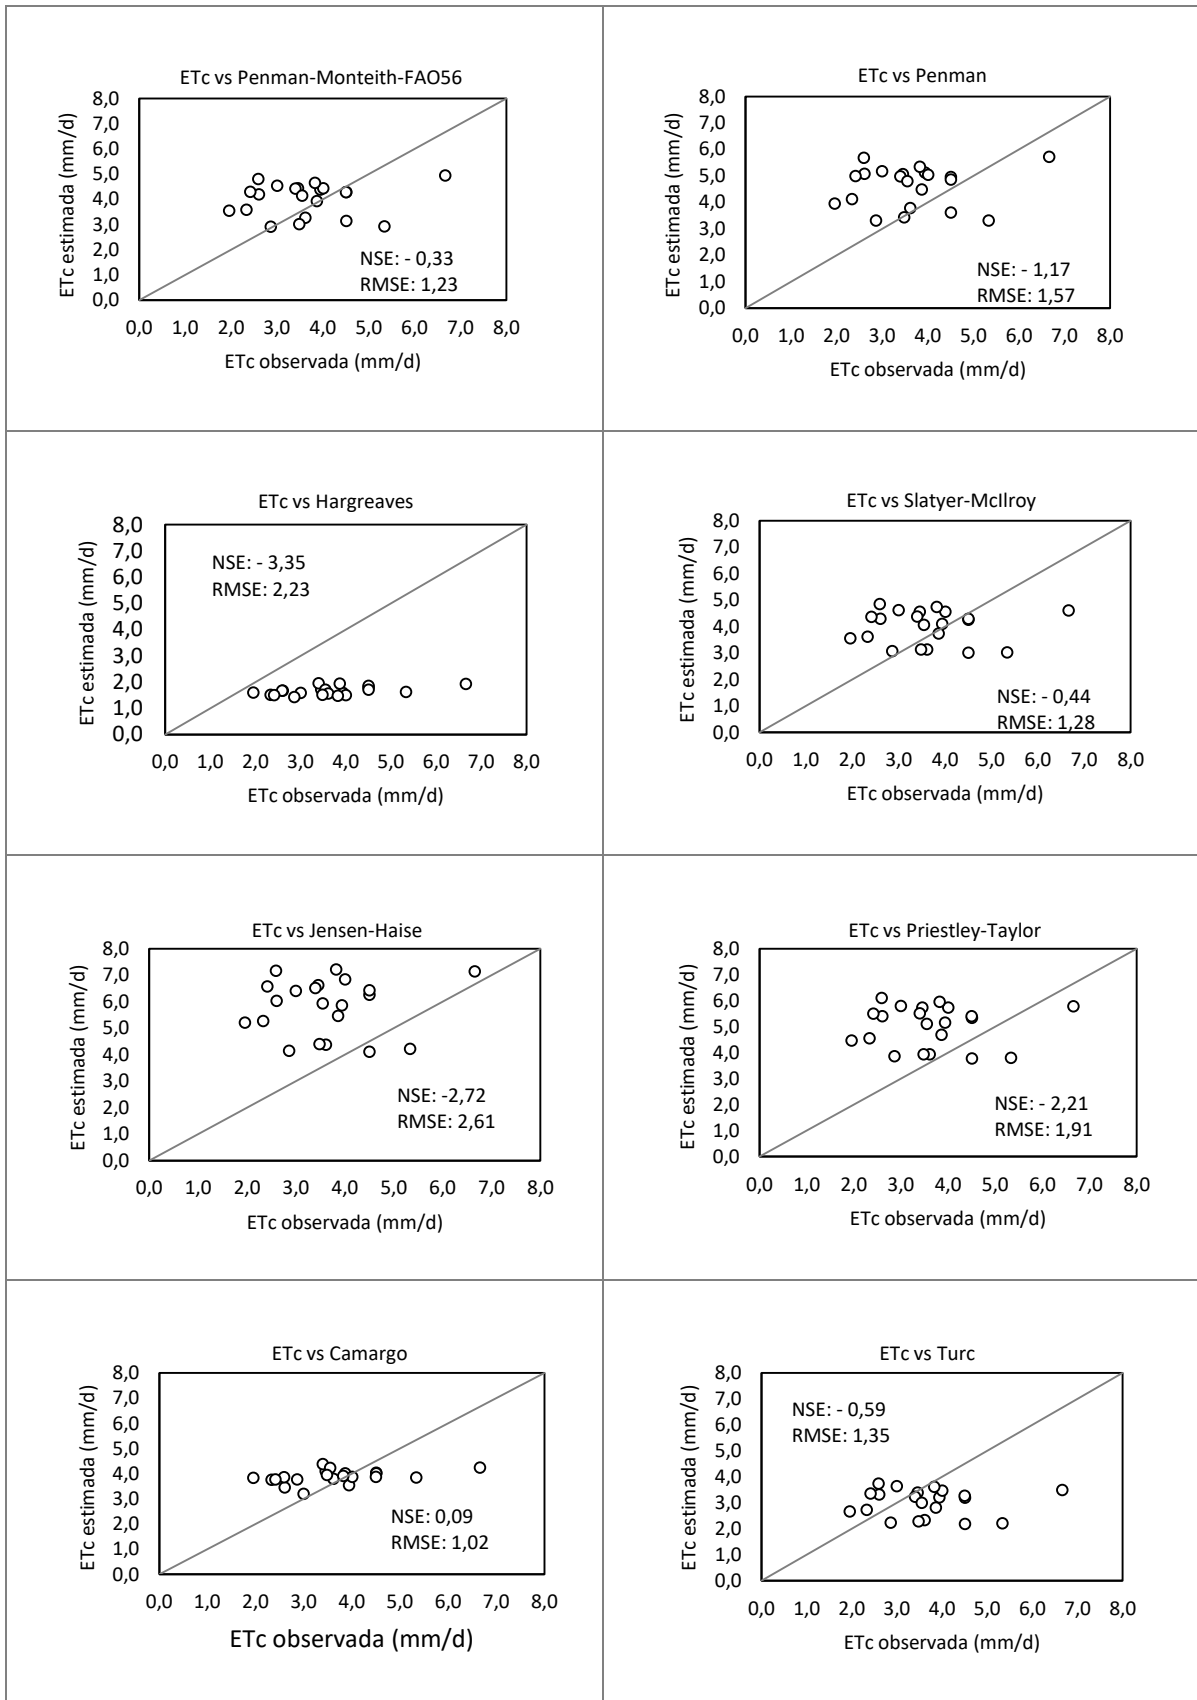 ETc vs Penman-Monteith-FAO56
ETc estimada (mm/d)
8,0
7,0
6,0
5,0
4,0
3,0
2,0
1,0
0,0
NSE: - 0,33
RMSE: 1,23
0,0 1,0 2,0 3,0 4,0 5,0 6,0 7,0 8,0
ETc observada (mm/d)
ETc vs Penman
ETc estimada (mm/d)
8,0
7,0
6,0
5,0
4,0
3,0
2,0
1,0
0,0
NSE: - 1,17
RMSE: 1,57
0,0 1,0 2,0 3,0 4,0 5,0 6,0 7,0 8,0
ETc observada (mm/d)
ETc vs Hargreaves
ETc estimada (mm/d)
8,0
7,0
6,0
5,0
4,0
3,0
2,0
1,0
0,0
NSE: - 3,35
RMSE: 2,23
0,0 1,0 2,0 3,0 4,0 5,0 6,0 7,0 8,0
ETc observada (mm/d)
ETc vs Slatyer-McIlroy
ETc estimada (mm/d)
8,0
7,0
6,0
5,0
4,0
3,0
2,0
1,0
0,0
NSE: - 0,44
RMSE: 1,28
0,0 1,0 2,0 3,0 4,0 5,0 6,0 7,0 8,0
ETc observada (mm/d)
ETc vs Jensen-Haise
ETc estimada (mm/d)
8,0
7,0
6,0
5,0
4,0
3,0
2,0
1,0
0,0
NSE: -2,72
RMSE: 2,61
0,0 1,0 2,0 3,0 4,0 5,0 6,0 7,0 8,0
ETc observada (mm/d)
ETc vs Priestley-Taylor
ETc estimada (mm/d)
8,0
7,0
6,0
5,0
4,0
3,0
2,0
1,0
0,0
NSE: - 2,21
RMSE: 1,91
0,0 1,0 2,0 3,0 4,0 5,0 6,0 7,0 8,0
ETc observada (mm/d)
ETc vs Camargo
ETc estimada (mm/d)
8,0
7,0
6,0
5,0
4,0
3,0
2,0
1,0
0,0
NSE: 0,09
RMSE: 1,02
0,0 1,0 2,0 3,0 4,0 5,0 6,0 7,0 8,0
ETc observada (mm/d)
ETc vs Turc
ETc estimada (mm/d)
8,0
7,0
6,0
5,0
4,0
3,0
2,0
1,0
0,0
NSE: - 0,59
RMSE: 1,35
0,0 1,0 2,0 3,0 4,0 5,0 6,0 7,0 8,0
ETc observada (mm/d)